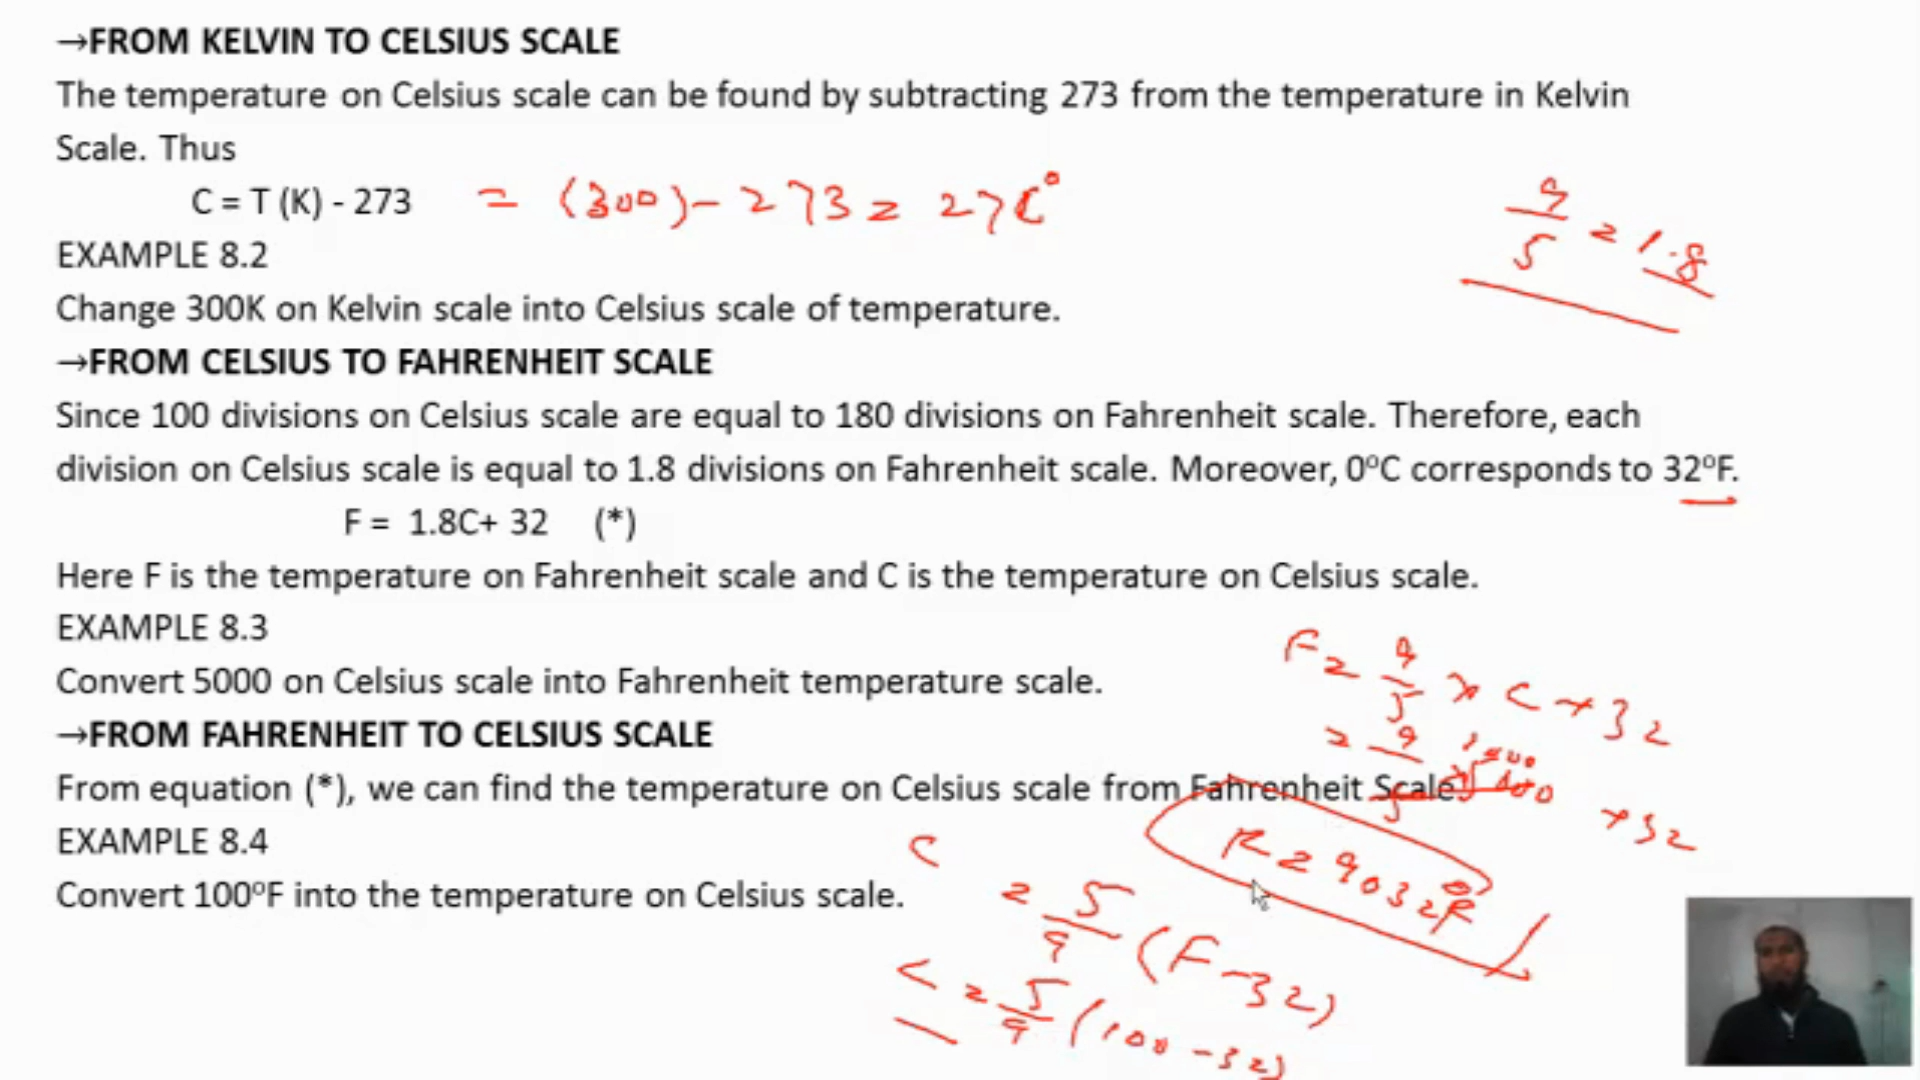 →FROM KELVIN TO CELSIUS SCALE
The temperature on Celsius scale can be found by subtracting 273 from the temperature in Kelvin
Scale. Thus
C = T (K) - 273 = (300) - 273 = 27C°
9/5 = 1.8
EXAMPLE 8.2
Change 300K on Kelvin scale into Celsius scale of temperature.
→FROM CELSIUS TO FAHRENHEIT SCALE
Since 100 divisions on Celsius scale are equal to 180 divisions on Fahrenheit scale. Therefore, each
division on Celsius scale is equal to 1.8 divisions on Fahrenheit scale. Moreover, 0°C corresponds to 32°F.
F = 1.8C+ 32 (*)
Here F is the temperature on Fahrenheit scale and C is the temperature on Celsius scale.
EXAMPLE 8.3
Convert 5000 on Celsius scale into Fahrenheit temperature scale.
F = 9/5 × C + 32
→FROM FAHRENHEIT TO CELSIUS SCALE
= 9/5 × 5000 + 32
1000
From equation (*), we can find the temperature on Celsius scale from Fahrenheit Scale.
EXAMPLE 8.4
F = 9032°F
Convert 100°F into the temperature on Celsius scale.
C = 5/9 (F - 32)
C = 5/9 (100 - 32)